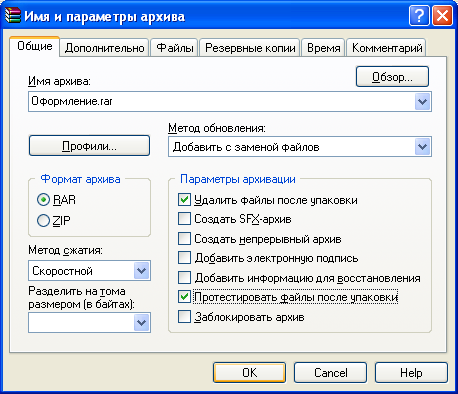 Имя и параметры архива
Общие Дополнительно Файлы Резервные копии Время Комментарий
Обзор...
Имя архива:
Оформление.rar
Профили...
Метод обновления:
Добавить с заменой файлов
Формат архива
RAR
ZIP
Метод сжатия:
Скоростной
Разделить на тома
размером (в байтах):
Параметры архивации
Удалить файлы после упаковки
Создать SFX-архив
Создать непрерывный архив
Добавить электронную подпись
Добавить информацию для восстановления
Протестировать файлы после упаковки
Заблокировать архив
OK Cancel Help